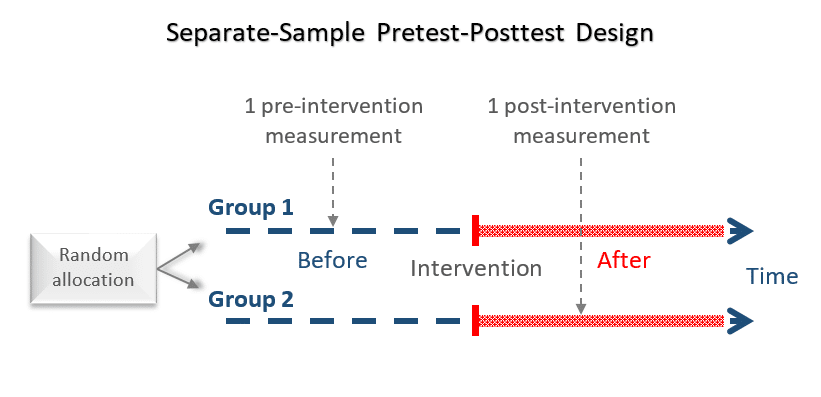 Separate-Sample Pretest-Posttest Design
1 pre-intervention
measurement
1 post-intervention
measurement
Group 1
Random
allocation
Before
Intervention
After
Time
Group 2